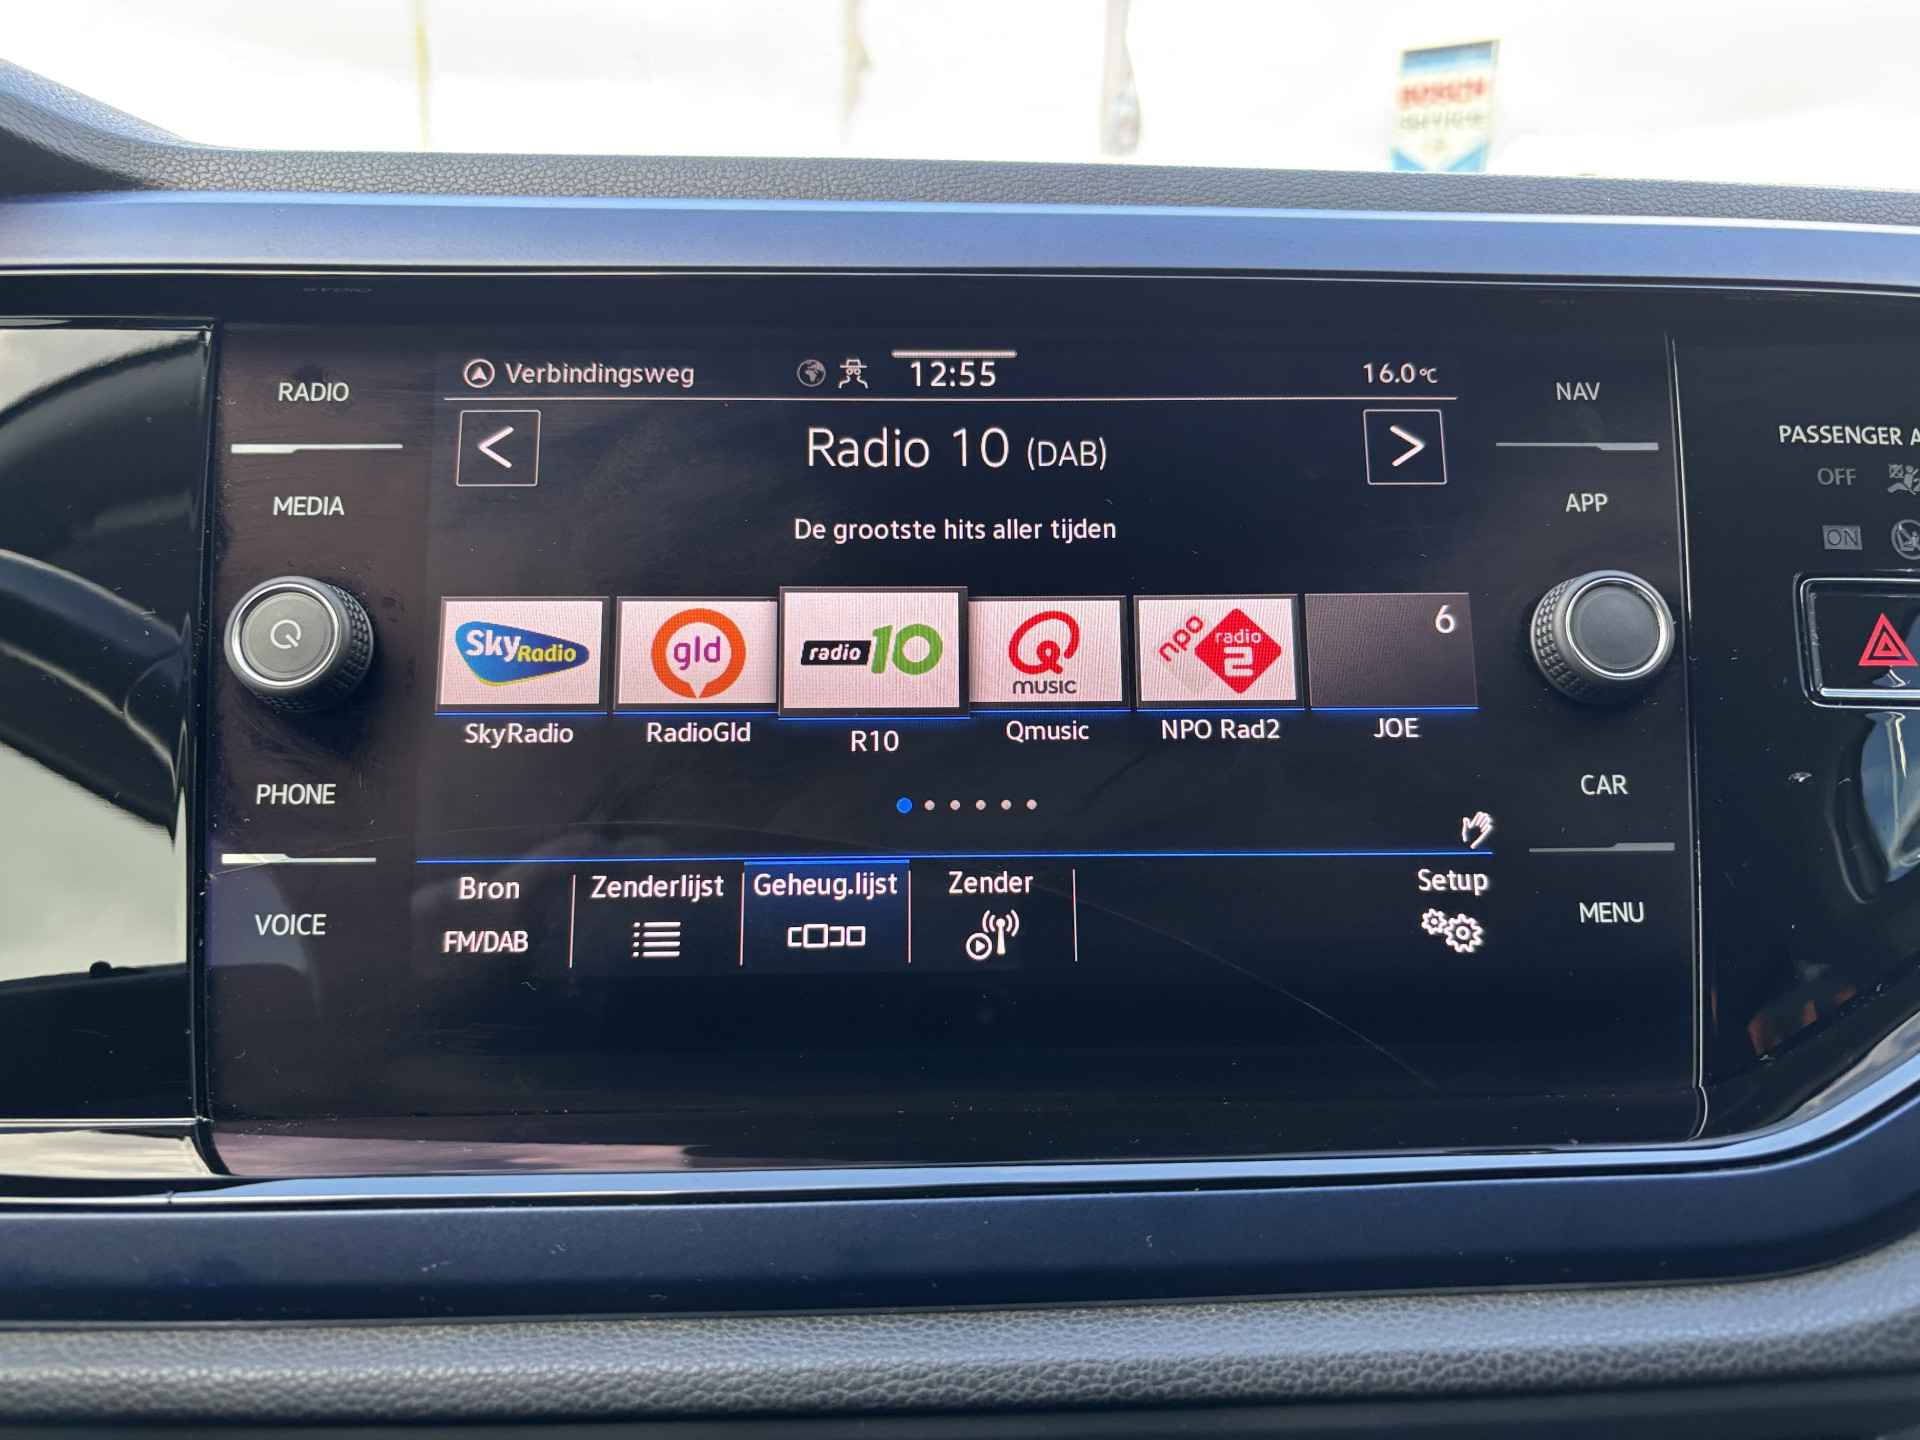 BOSCH
SERVICE
RADIO
MEDIA
PHONE
VOICE
Verbindingsweg
12:55
16.0°C
<
Radio 10 (DAB)
>
De grootste hits aller tijden
Sky Radio
gld
radio 10
Q
MUSIC
npo
radio
2
6
SkyRadio
RadioGld
R10
Qmusic
NPO Rad2
JOE
Bron
FM/DAB
Zenderlijst
Geheug.lijst
Zender
Setup
NAV
APP
CAR
MENU
PASSENGER A
OFF
ON